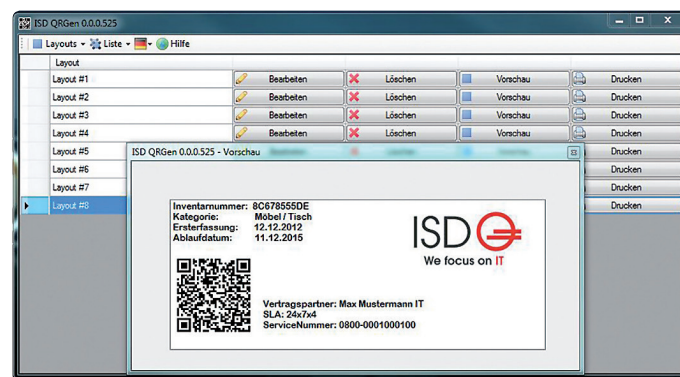 ISD QRGen 0.0.0.525
Layouts Liste Hilfe
Layout
Layout #1 Bearbeiten Löschen Vorschau Drucken
Layout #2 Bearbeiten Löschen Vorschau Drucken
Layout #3 Bearbeiten Löschen Vorschau Drucken
Layout #4 Bearbeiten Löschen Vorschau Drucken
Layout #5 Drucken
Layout #6 Drucken
Layout #7 Drucken
Layout #8 Drucken
ISD QRGen 0.0.0.525 - Vorschau
Inventarnummer: 8C678555DE
Kategorie: Möbel / Tisch
Ersterfassung: 12.12.2012
Ablaufdatum: 11.12.2015
ISD
We focus on IT
Vertragspartner: Max Mustermann IT
SLA: 24x7x4
ServiceNummer: 0800-0001000100